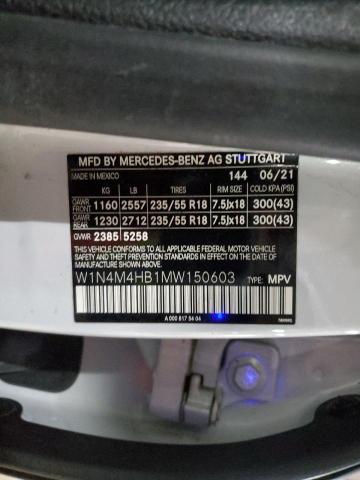 MFD BY MERCEDES-BENZ AG STUTTGART
MADE IN MEXICO 144 06/21
KG LB TIRES RIM SIZE COLD KPA(PSI)
GAWR FRONT 1160 2557 235/55 R18 7.5Jx18 300(43)
GAWR REAR 1230 2712 235/55 R18 7.5Jx18 300(43)
GVWR 2385 5258
THIS VEHICLE CONFORMS TO ALL APPLICABLE FEDERAL MOTOR VEHICLE
SAFETY AND THEFT PREVENTION STANDARDS IN EFFECT ON THE DATE OF
MANUFACTURE SHOWN ABOVE.
W1N4M4HB1MW150603 TYPE: MPV
A 000 817 54 04